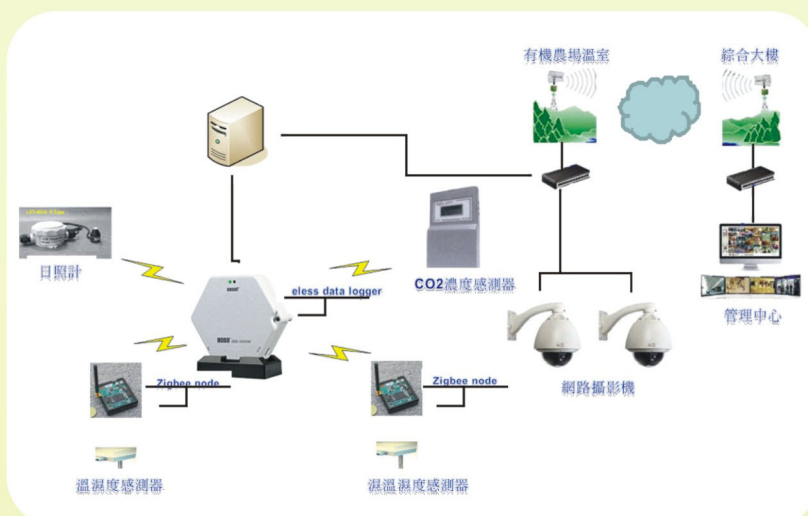 有機農場溫室
綜合大樓
日照計
eless data logger
CO2濃度感測器
HOBO
管理中心
Zigbee node
Zigbee node
網路攝影機
溫濕度感測器
濕溫濕度感測器